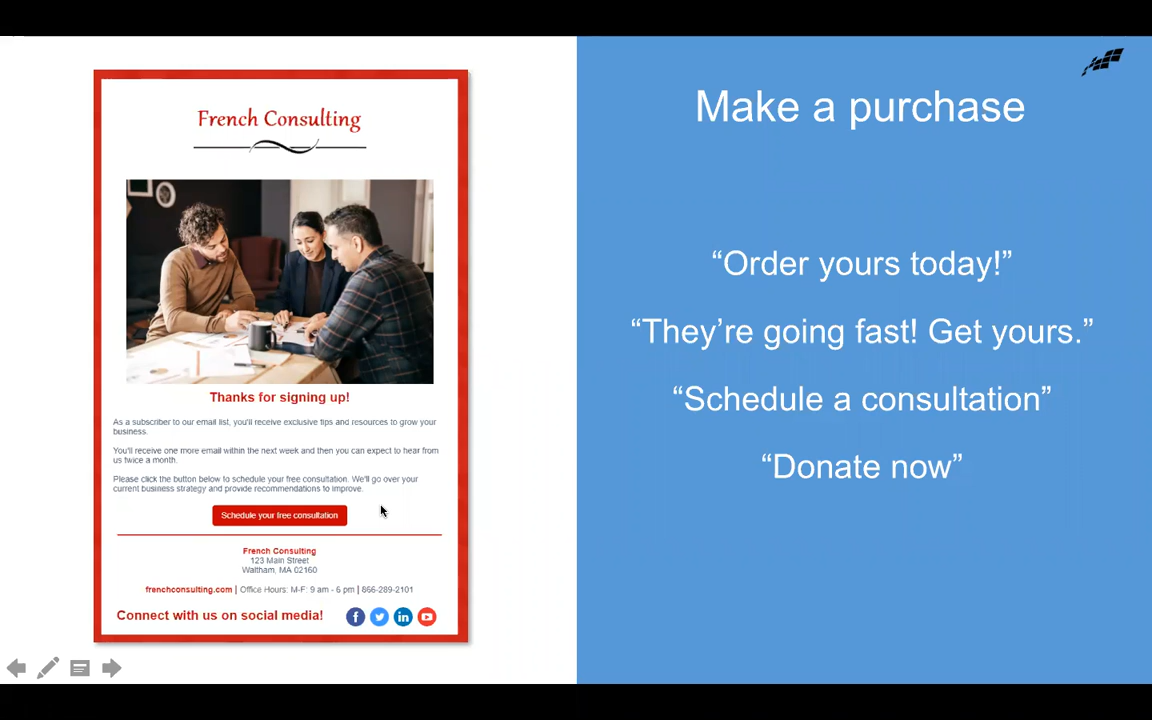 French Consulting
Thanks for signing up!
As a subscriber to our email list, you'll receive exclusive tips and resources to grow your
business.
You'll receive one more email within the next week and then you can expect to hear from
us twice a month.
Please click the button below to schedule your free consultation. We'll go over your
current business strategy and provide recommendations to improve.
Schedule your free consultation
French Consulting
123 Main Street
Waltham, MA 02160
frenchconsulting.com | Office Hours: M-F: 9 am - 6 pm | 866-289-2101
Connect with us on social media!
Make a purchase
“Order yours today!”
“They’re going fast! Get yours.”
“Schedule a consultation”
“Donate now”